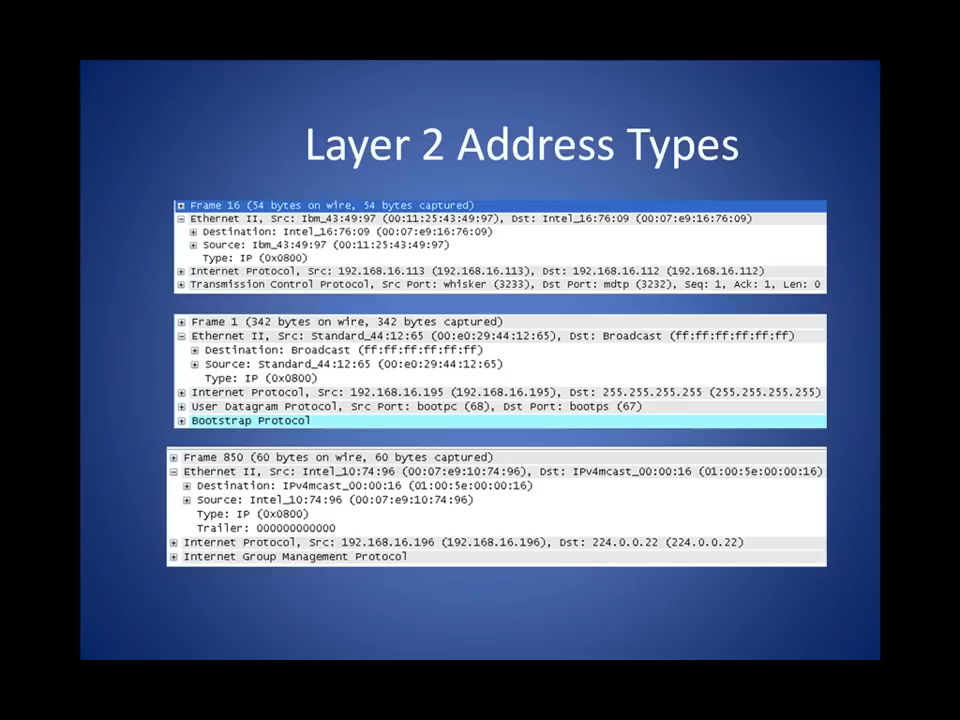 Layer 2 Address Types
Frame 16 (54 bytes on wire, 54 bytes captured)
Ethernet II, Src: Ibm_43:49:97 (00:11:25:43:49:97), Dst: Intel_16:76:09 (00:07:e9:16:76:09)
Destination: Intel_16:76:09 (00:07:e9:16:76:09)
Source: Ibm_43:49:97 (00:11:25:43:49:97)
Type: IP (0x0800)
Internet Protocol, Src: 192.168.16.113 (192.168.16.113), Dst: 192.168.16.112 (192.168.16.112)
Transmission Control Protocol, Src Port: whisker (3233), Dst Port: mdtp (3232), Seq: 1, Ack: 1, Len: 0
Frame 1 (342 bytes on wire, 342 bytes captured)
Ethernet II, Src: Standard_44:12:65 (00:e0:29:44:12:65), Dst: Broadcast (ff:ff:ff:ff:ff:ff)
Destination: Broadcast (ff:ff:ff:ff:ff:ff)
Source: Standard_44:12:65 (00:e0:29:44:12:65)
Type: IP (0x0800)
Internet Protocol, Src: 192.168.16.195 (192.168.16.195), Dst: 255.255.255.255 (255.255.255.255)
User Datagram Protocol, Src Port: bootpc (68), Dst Port: bootps (67)
Bootstrap Protocol
Frame 850 (60 bytes on wire, 60 bytes captured)
Ethernet II, Src: Intel_10:74:96 (00:07:e9:10:74:96), Dst: IPv4mcast_00:00:16 (01:00:5e:00:00:16)
Destination: IPv4mcast_00:00:16 (01:00:5e:00:00:16)
Source: Intel_10:74:96 (00:07:e9:10:74:96)
Type: IP (0x0800)
Trailer: 000000000000
Internet Protocol, Src: 192.168.16.196 (192.168.16.196), Dst: 224.0.0.22 (224.0.0.22)
Internet Group Management Protocol